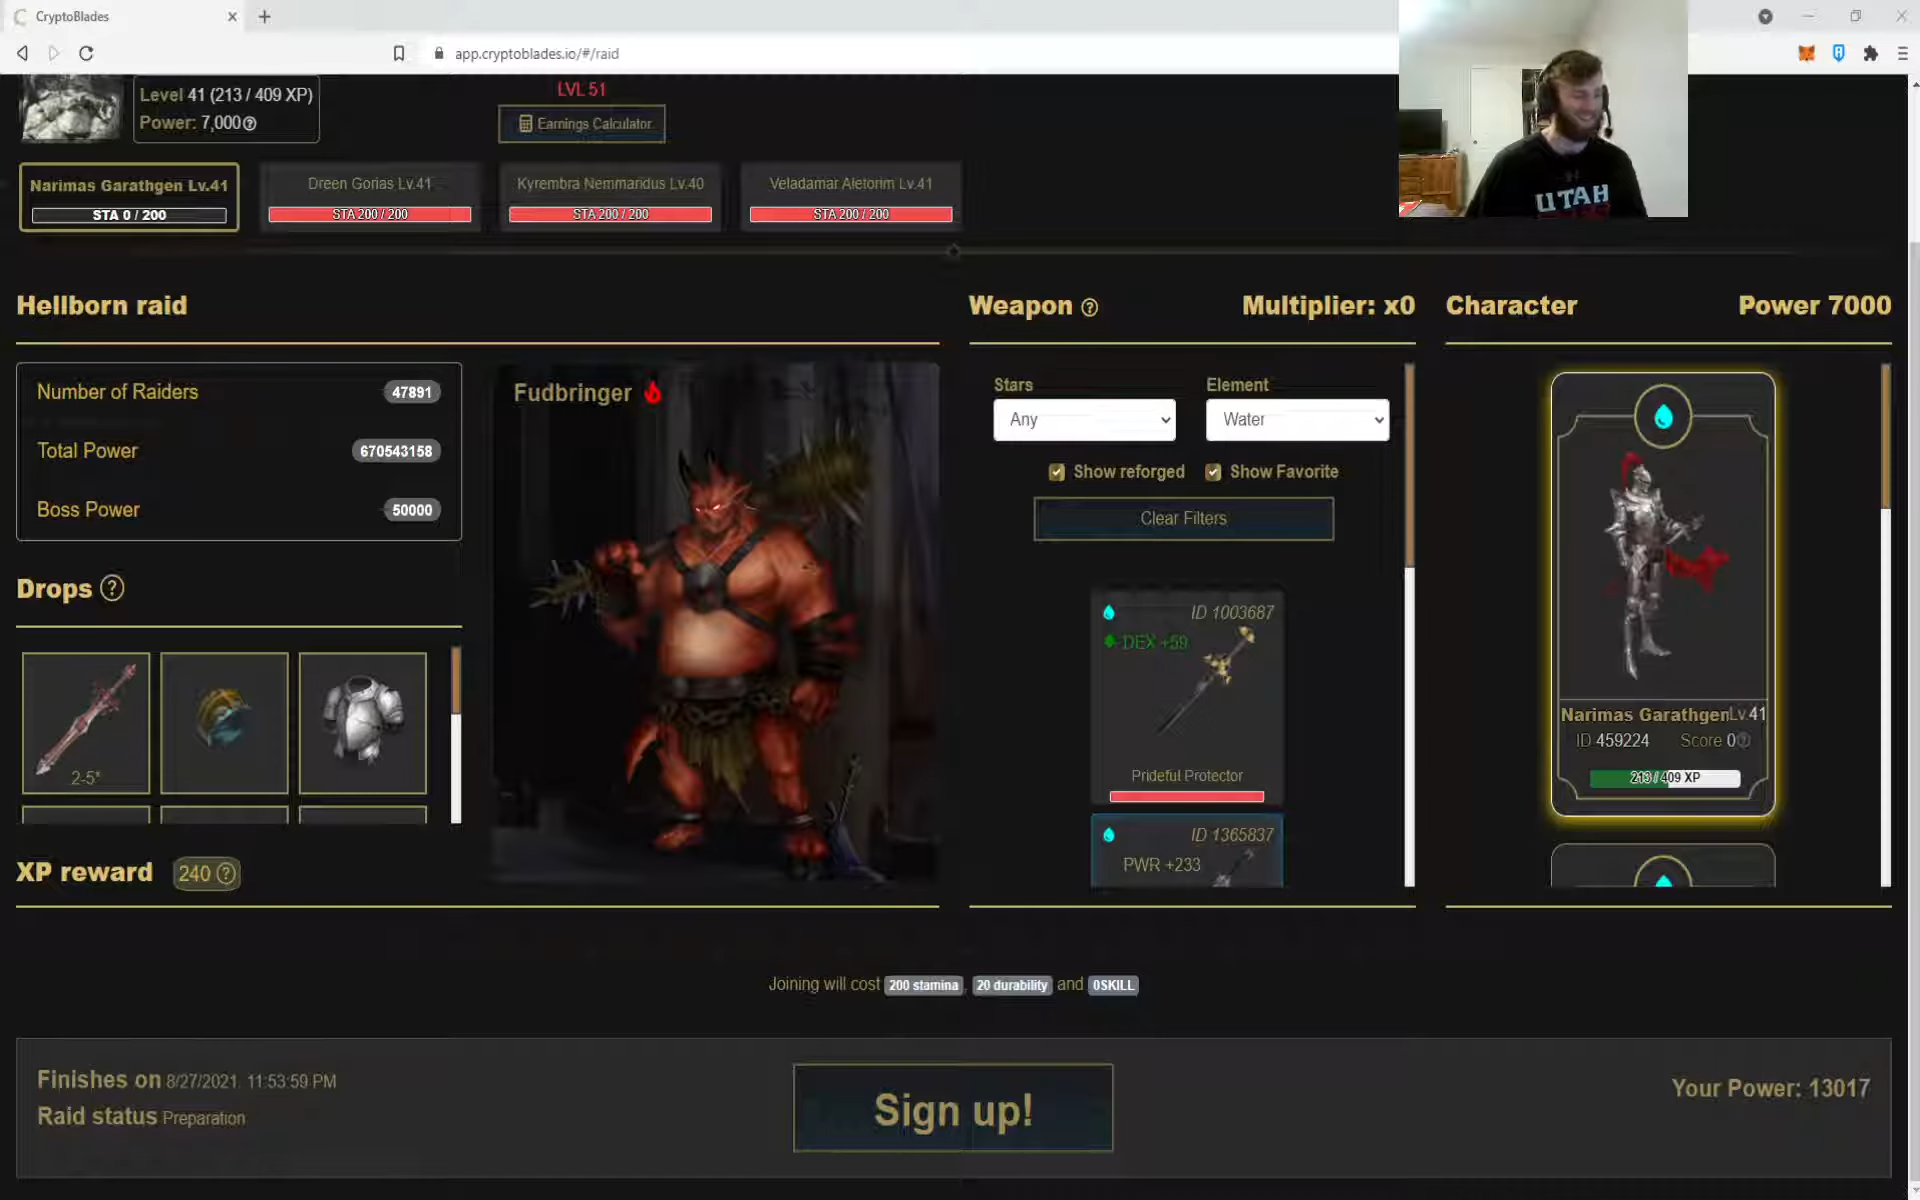 CryptoBlades
app.cryptoblades.io/#/raid
Level 41 (213 / 409 XP)
Power: 7,000
LVL 51
Earnings Calculator
Narimas Garathgen Lv.41
STA 0 / 200
Dreen Gorias Lv.41
STA 200 / 200
Kyrembra Nemmaridus Lv.40
STA 200 / 200
Veladamar Aletorim Lv.41
STA 200 / 200
UTAH
Hellborn raid
Number of Raiders 47891
Total Power 670543158
Boss Power 50000
Drops ?
2-5*
XP reward 240 ?
Fudbringer
Weapon ? Multiplier: x0
Stars Element
Any Water
Show reforged Show Favorite
Clear Filters
ID 1003687
DEX +59
Prideful Protector
ID 1365837
PWR +233
Character Power 7000
Narimas Garathgen Lv.41
ID 459224 Score 0
213 / 409 XP
Joining will cost 200 stamina, 20 durability and 0SKILL
Finishes on 8/27/2021 11:53:59 PM
Raid status Preparation
Sign up!
Your Power: 13017